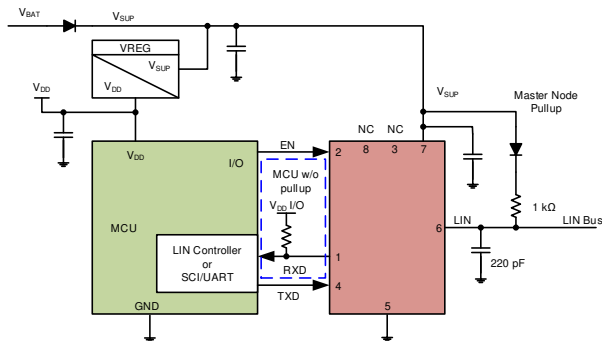 VBAT
VSUP
VREG
VSUP
VDD
VDD
VSUP
Master Node
Pullup
VDD
I/O
EN
2
NC
8
NC
3
7
MCU w/o
pullup
VDD I/O
MCU
1 kΩ
LIN
LIN Bus
6
LIN Controller
or
SCI/UART
1
RXD
4
TXD
220 pF
GND
5